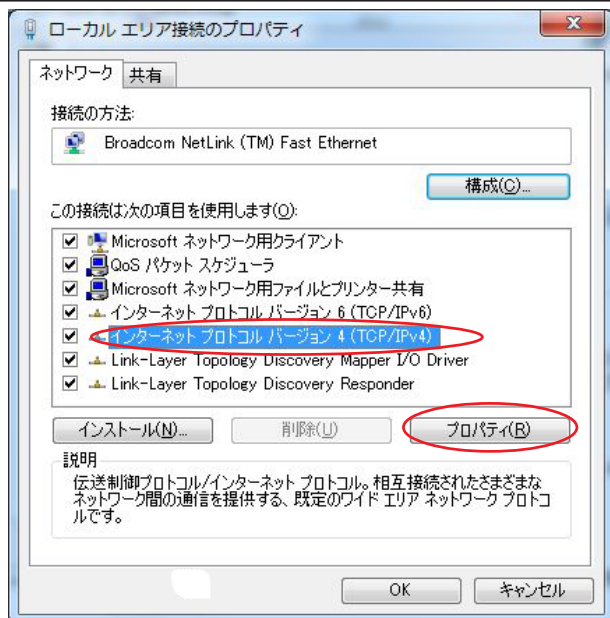 ローカル エリア接続のプロパティ
ネットワーク 共有
接続の方法:
Broadcom NetLink (TM) Fast Ethernet
構成(C)...
この接続は次の項目を使用します(O):
Microsoft ネットワーク用クライアント
QoS パケット スケジューラ
Microsoft ネットワーク用ファイルとプリンター共有
インターネット プロトコル バージョン 6 (TCP/IPv6)
インターネット プロトコル バージョン 4 (TCP/IPv4)
Link-Layer Topology Discovery Mapper I/O Driver
Link-Layer Topology Discovery Responder
インストール(N)... 削除(U) プロパティ(R)
説明
伝送制御プロトコル/インターネット プロトコル。相互接続されたさまざまな
ネットワーク間の通信を提供する、既定のワイド エリア ネットワーク プロトコ
ルです。
OK キャンセル